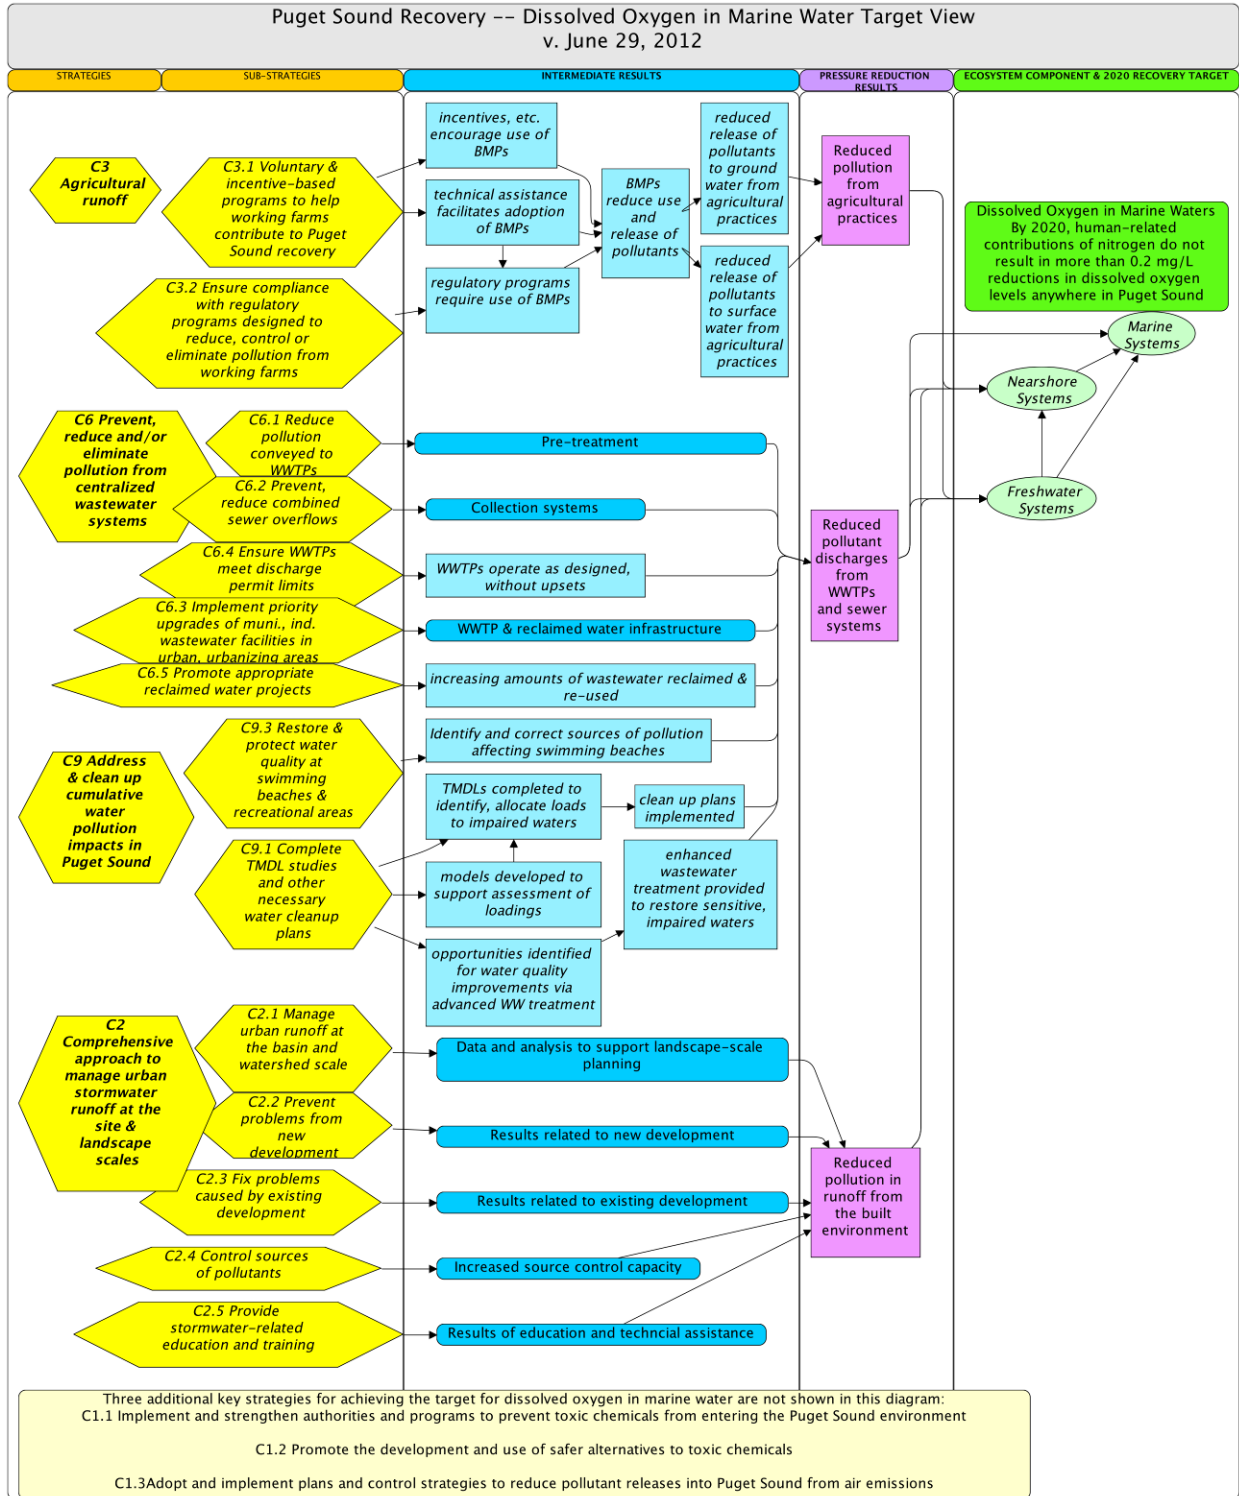 Puget Sound Recovery -- Dissolved Oxygen in Marine Water Target View
v. June 29, 2012
STRATEGIES
SUB-STRATEGIES
INTERMEDIATE RESULTS
PRESSURE REDUCTION
RESULTS
ECOSYSTEM COMPONENT & 2020 RECOVERY TARGET
C3
Agricultural
runoff
C3.1 Voluntary &
incentive-based
programs to help
working farms
contribute to Puget
Sound recovery
C3.2 Ensure compliance
with regulatory
programs designed to
reduce, control or
eliminate pollution from
working farms
incentives, etc.
encourage use of
BMPs
technical assistance
facilitates adoption
of BMPs
regulatory programs
require use of BMPs
BMPs
reduce use
and
release of
pollutants
reduced
release of
pollutants
to ground
water from
agricultural
practices
reduced
release of
pollutants
to surface
water from
agricultural
practices
Reduced
pollution
from
agricultural
practices
Dissolved Oxygen in Marine Waters
By 2020, human-related
contributions of nitrogen do not
result in more than 0.2 mg/L
reductions in dissolved oxygen
levels anywhere in Puget Sound
Marine
Systems
Nearshore
Systems
Freshwater
Systems
C6 Prevent,
reduce and/or
eliminate
pollution from
centralized
wastewater
systems
C6.1 Reduce
pollution
conveyed to
WWTPs
C6.2 Prevent,
reduce combined
sewer overflows
C6.4 Ensure WWTPs
meet discharge
permit limits
C6.3 Implement priority
upgrades of muni., ind.
wastewater facilities in
urban, urbanizing areas
C6.5 Promote appropriate
reclaimed water projects
Pre-treatment
Collection systems
WWTPs operate as designed,
without upsets
WWTP & reclaimed water infrastructure
increasing amounts of wastewater reclaimed &
re-used
Reduced
pollutant
discharges
from
WWTPs
and sewer
systems
C9 Address
& clean up
cumulative
water
pollution
impacts in
Puget Sound
C9.3 Restore &
protect water
quality at
swimming
beaches &
recreational areas
C9.1 Complete
TMDL studies
and other
necessary
water cleanup
plans
Identify and correct sources of pollution
affecting swimming beaches
TMDLs completed to
identify, allocate loads
to impaired waters
clean up plans
implemented
models developed to
support assessment of
loadings
enhanced
wastewater
treatment provided
to restore sensitive,
impaired waters
opportunities identified
for water quality
improvements via
advanced WW treatment
C2
Comprehensive
approach to
manage urban
stormwater
runoff at the
site &
landscape
scales
C2.1 Manage
urban runoff at
the basin and
watershed scale
C2.2 Prevent
problems from
new
development
C2.3 Fix problems
caused by existing
development
C2.4 Control sources
of pollutants
C2.5 Provide
stormwater-related
education and training
Data and analysis to support landscape-scale
planning
Results related to new development
Results related to existing development
Increased source control capacity
Results of education and techncial assistance
Reduced
pollution in
runoff from
the built
environment
Three additional key strategies for achieving the target for dissolved oxygen in marine water are not shown in this diagram:
C1.1 Implement and strengthen authorities and programs to prevent toxic chemicals from entering the Puget Sound environment
C1.2 Promote the development and use of safer alternatives to toxic chemicals
C1.3Adopt and implement plans and control strategies to reduce pollutant releases into Puget Sound from air emissions